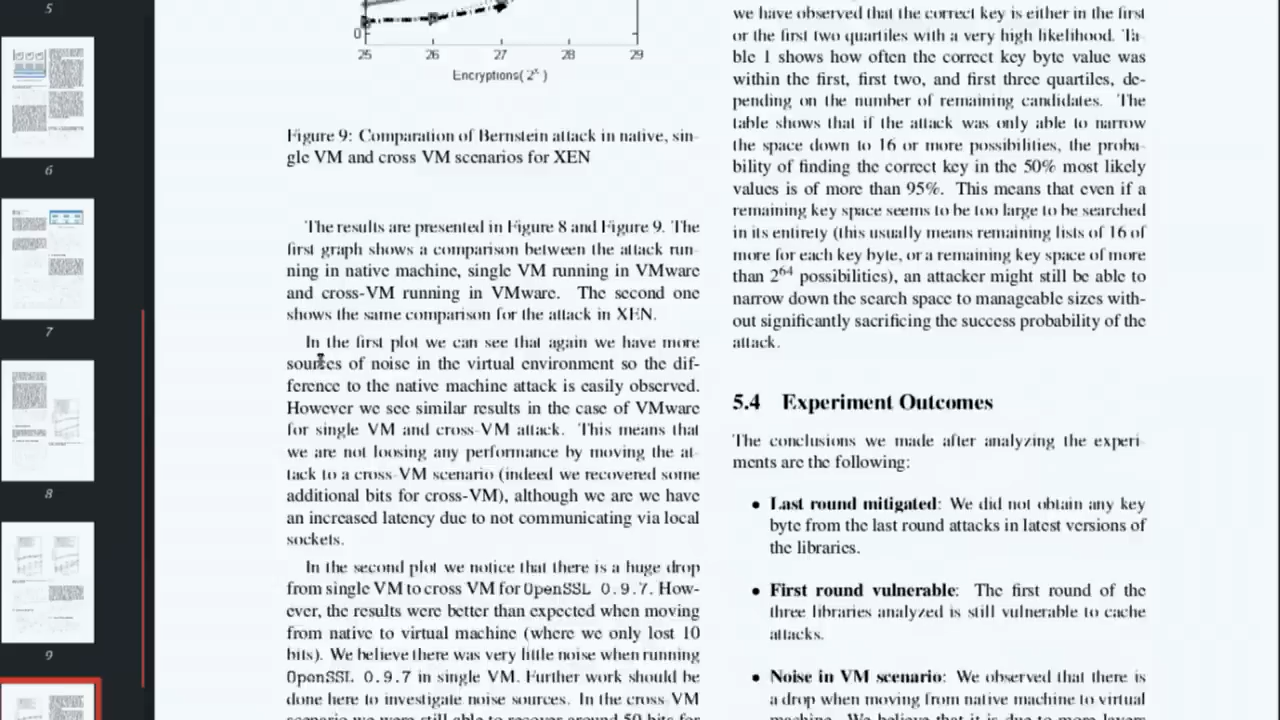 5
6
7
8
9
0
25 26 27 28 29
Encryptions( 2^x )
Figure 9: Comparation of Bernstein attack in native, sin-
gle VM and cross VM scenarios for XEN
The results are presented in Figure 8 and Figure 9. The
first graph shows a comparison between the attack run-
ning in native machine, single VM running in VMware
and cross-VM running in VMware. The second one
shows the same comparison for the attack in XEN.
In the first plot we can see that again we have more
sources of noise in the virtual environment so the dif-
ference to the native machine attack is easily observed.
However we see similar results in the case of VMware
for single VM and cross-VM attack. This means that
we are not loosing any performance by moving the at-
tack to a cross-VM scenario (indeed we recovered some
additional bits for cross-VM), although we are we have
an increased latency due to not communicating via local
sockets.
In the second plot we notice that there is a huge drop
from single VM to cross VM for OpenSSL 0.9.7. How-
ever, the results were better than expected when moving
from native to virtual machine (where we only lost 10
bits). We believe there was very little noise when running
OpenSSL 0.9.7 in single VM. Further work should be
done here to investigate noise sources. In the cross VM
scenario we were still able to recover around 50 bits for
we have observed that the correct key is either in the first
or the first two quartiles with a very high likelihood. Ta-
ble 1 shows how often the correct key byte value was
within the first, first two, and first three quartiles, de-
pending on the number of remaining candidates. The
table shows that if the attack was only able to narrow
the space down to 16 or more possibilities, the proba-
bility of finding the correct key in the 50% most likely
values is of more than 95%. This means that even if a
remaining key space seems to be too large to be searched
in its entirety (this usually means remaining lists of 16 of
more for each key byte, or a remaining key space of more
than 2^64 possibilities), an attacker might still be able to
narrow down the search space to manageable sizes with-
out significantly sacrificing the success probability of the
attack.
5.4 Experiment Outcomes
The conclusions we made after analyzing the experi-
ments are the following:
• Last round mitigated: We did not obtain any key
byte from the last round attacks in latest versions of
the libraries.
• First round vulnerable: The first round of the
three libraries analyzed is still vulnerable to cache
attacks.
• Noise in VM scenario: We observed that there is
a drop when moving from native machine to virtual
machine. We believe that it is due to more layers